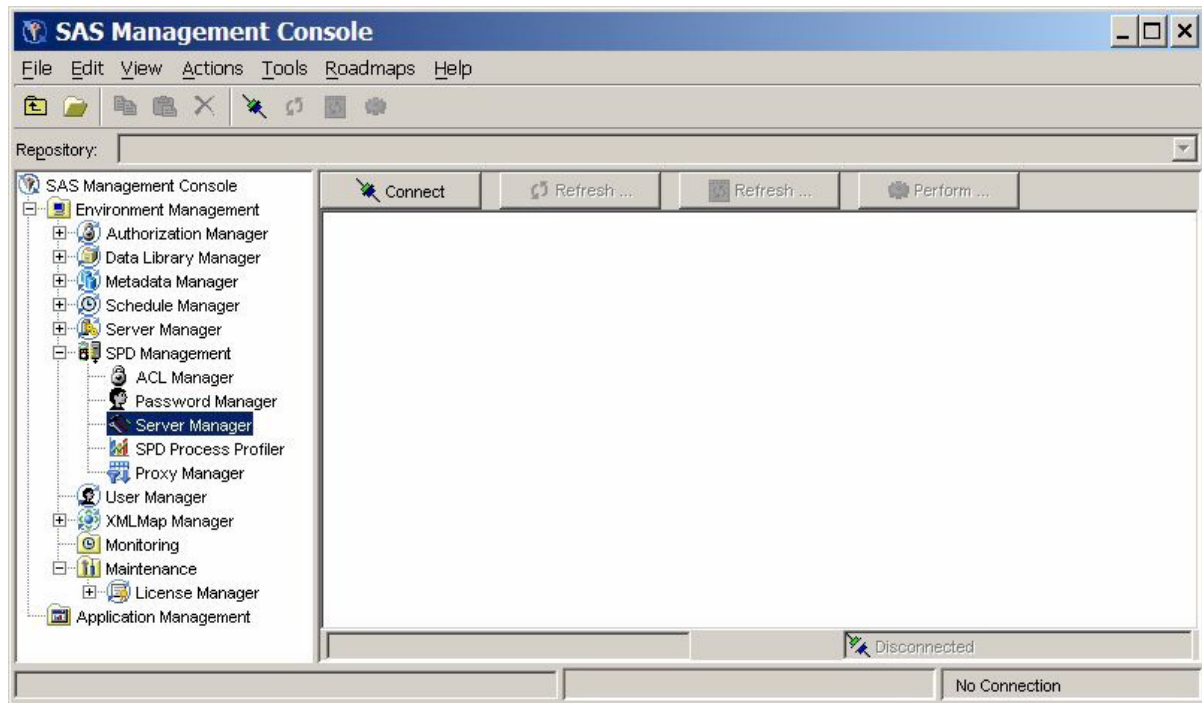 SAS Management Console
File Edit View Actions Tools Roadmaps Help
Repository:
SAS Management Console
Environment Management
Authorization Manager
Data Library Manager
Metadata Manager
Schedule Manager
Server Manager
SPD Management
ACL Manager
Password Manager
Server Manager
SPD Process Profiler
Proxy Manager
User Manager
XMLMap Manager
Monitoring
Maintenance
License Manager
Application Management
Connect Refresh ... Refresh ... Perform ...
Disconnected
No Connection